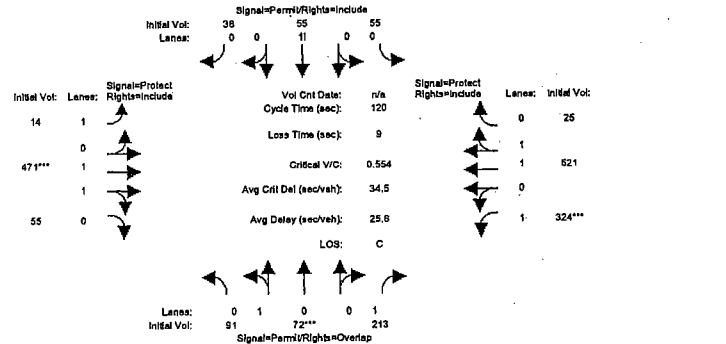 Signal=Permit/Rights=Include
Initial Vol: 38 55 55
Lanes: 0 0 1! 0 0
Signal=Protect
Rights=Include
Initial Vol: Lanes:
14 1
0
471*** 1
1
55 0
Vol Cnt Date: n/a
Cycle Time (sec): 120
Loss Time (sec): 9
Critical V/C: 0.554
Avg Crit Del (sec/veh): 34.5
Avg Delay (sec/veh): 25.6
LOS: C
Signal=Protect
Rights=Include
Lanes: Initial Vol:
0 25
1
1 521
0
1 324***
Lanes: 0 1 0 0 1
Initial Vol: 91 72*** 213
Signal=Permit/Rights=Overlap